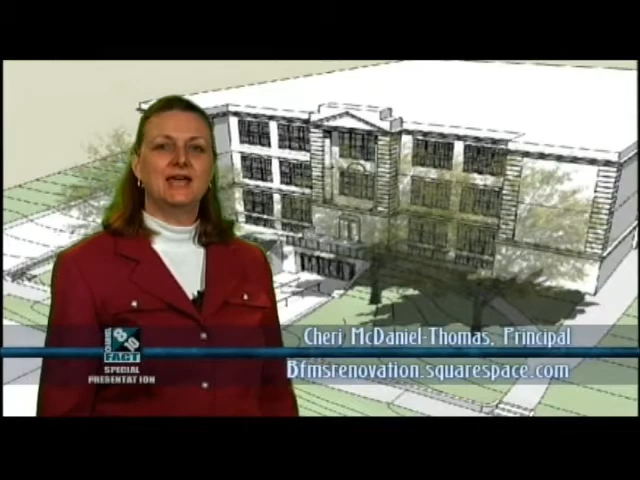 Cheri McDaniel-Thomas, Principal
Bfmsrenovation.squarespace.com
FACT
SPECIAL
PRESENTATION